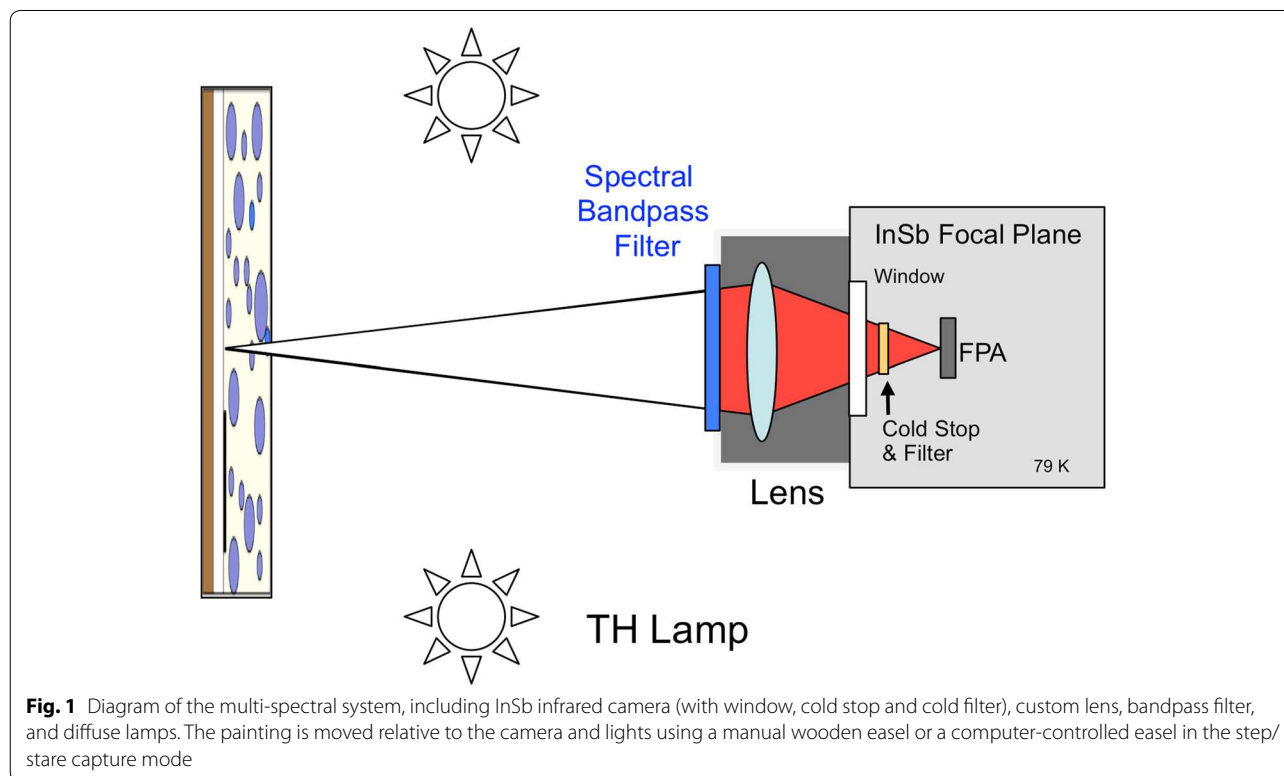 Spectral
Bandpass
Filter
InSb Focal Plane
Window
FPA
Cold Stop
& Filter
79 K
Lens
TH Lamp
Fig. 1 Diagram of the multi-spectral system, including InSb infrared camera (with window, cold stop and cold filter), custom lens, bandpass filter,
and diffuse lamps. The painting is moved relative to the camera and lights using a manual wooden easel or a computer-controlled easel in the step/
stare capture mode